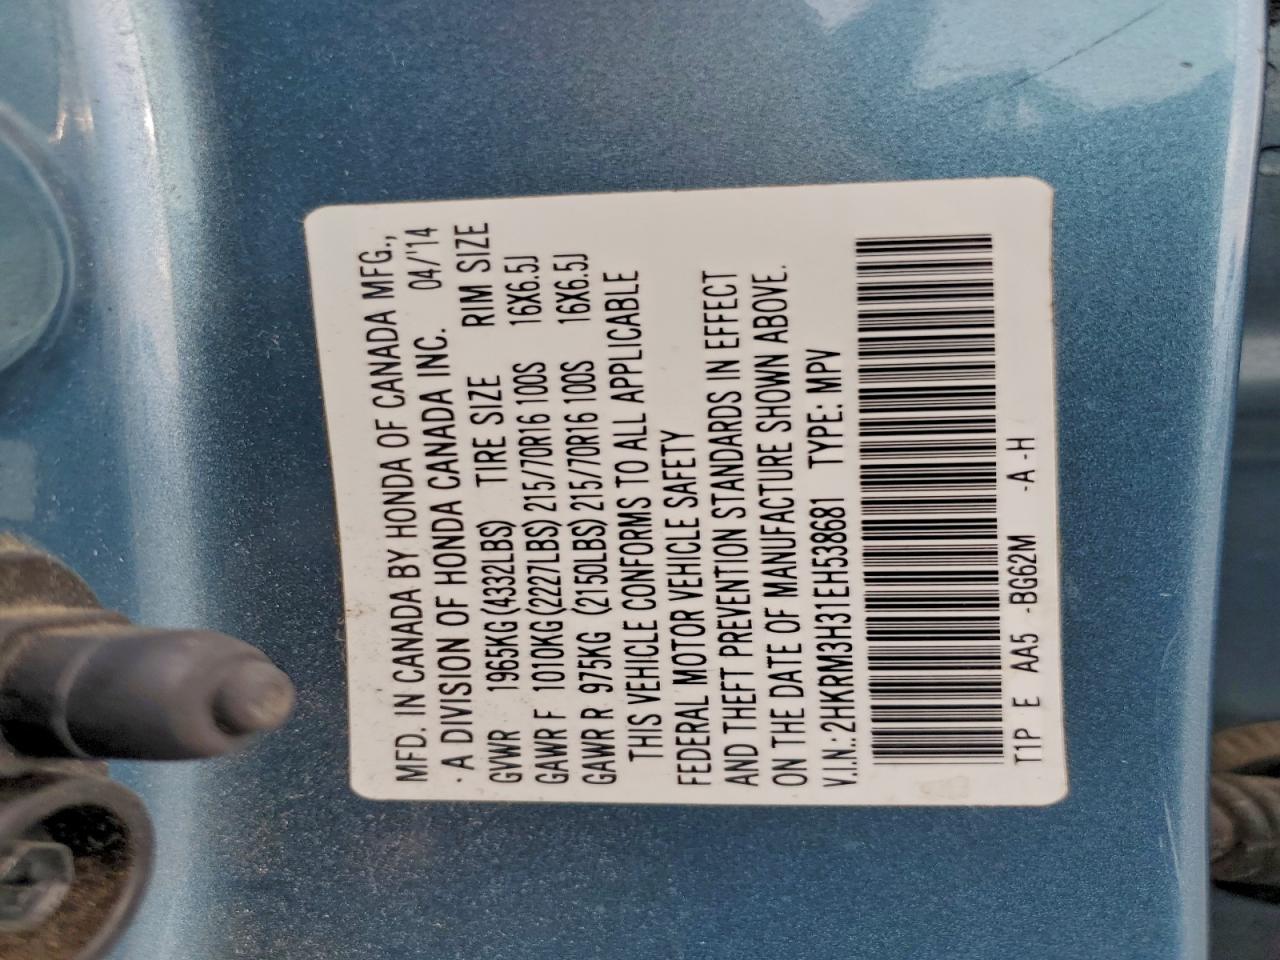 MFD. IN CANADA BY HONDA OF CANADA MFG.,
· A DIVISION OF HONDA CANADA INC. 04/'14
GVWR 1965KG(4332LBS) TIRE SIZE RIM SIZE
GAWR F 1010KG(2227LBS) 215/70R16 100S 16X6.5J
GAWR R 975KG (2150LBS) 215/70R16 100S 16X6.5J
THIS VEHICLE CONFORMS TO ALL APPLICABLE
FEDERAL MOTOR VEHICLE SAFETY
AND THEFT PREVENTION STANDARDS IN EFFECT
ON THE DATE OF MANUFACTURE SHOWN ABOVE.
V.I.N.:2HKRM3H31EH538681 TYPE: MPV
T1P E AA5 -BG62M -A -H